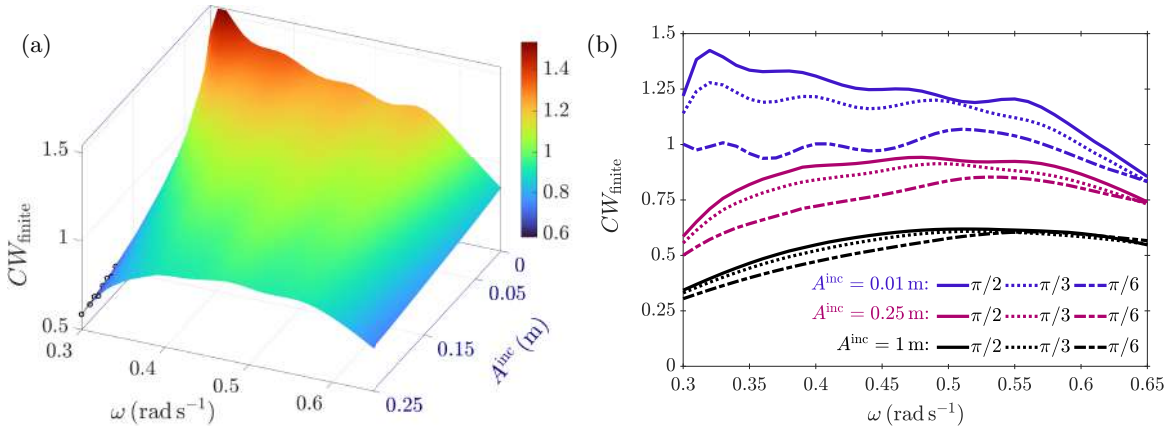 (a)
1.4
1.2
1
0.8
0.6
1.5
1
0.5
CW_finite
0.3
0.4
0.5
0.6
ω (rad s⁻¹)
0
0.05
0.15
0.25
A^inc (m)
(b)
1.5
1.25
1
0.75
0.5
0.25
0
CW_finite
A^inc = 0.01 m: π/2 π/3 π/6
A^inc = 0.25 m: π/2 π/3 π/6
A^inc = 1 m: π/2 π/3 π/6
0.3 0.35 0.4 0.45 0.5 0.55 0.6 0.65
ω (rad s⁻¹)